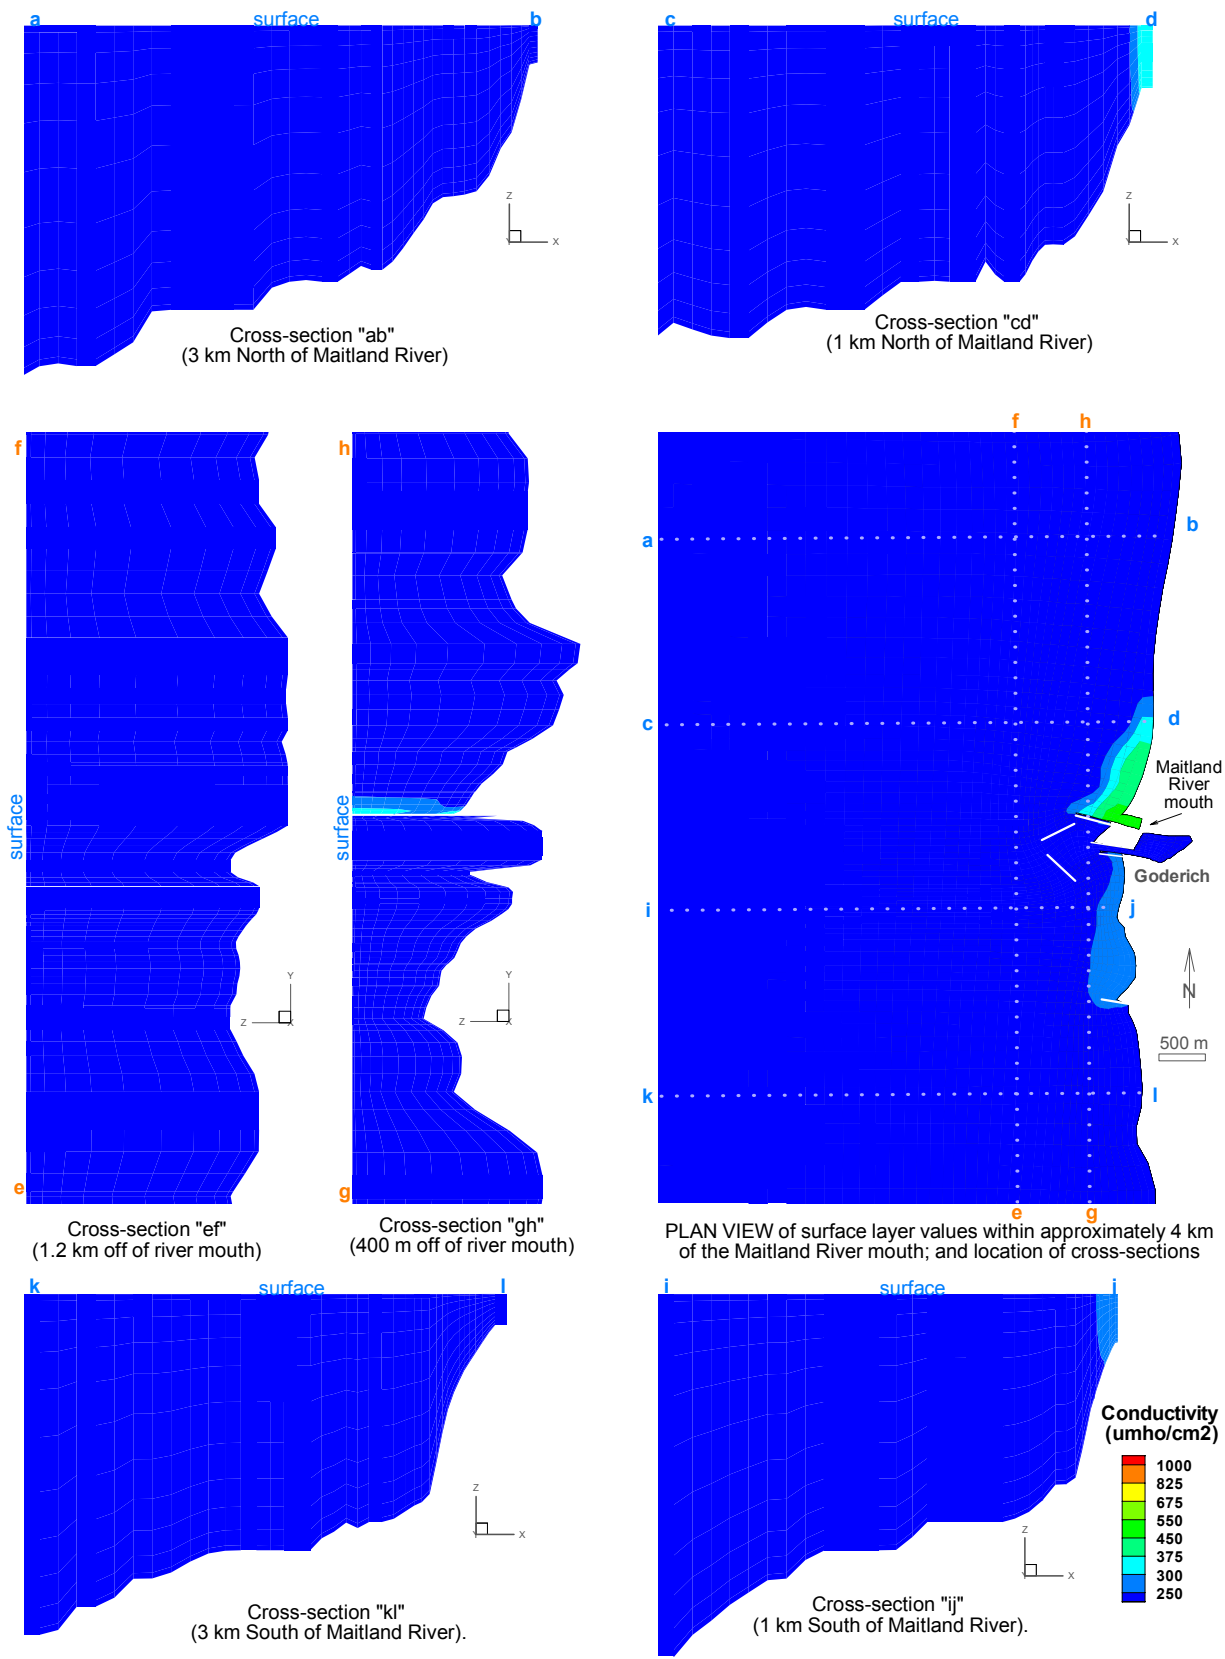 a surface b
c surface d
Z
X
Y
Z
X
Y
Cross-section "ab"
(3 km North of Maitland River)
Cross-section "cd"
(1 km North of Maitland River)
f
h
f h
b
a
d
c
Maitland
River
mouth
surface
surface
Goderich
i
j
Y
Z
X
Y
Z
X
N
500 m
k
l
e
g
e g
Cross-section "ef"
(1.2 km off of river mouth)
Cross-section "gh"
(400 m off of river mouth)
PLAN VIEW of surface layer values within approximately 4 km
of the Maitland River mouth; and location of cross-sections
k surface l
i surface j
Z
X
Y
Z
X
Y
Conductivity
(umho/cm2)
1000
825
675
550
450
375
300
250
Cross-section "kl"
(3 km South of Maitland River).
Cross-section "ij"
(1 km South of Maitland River).